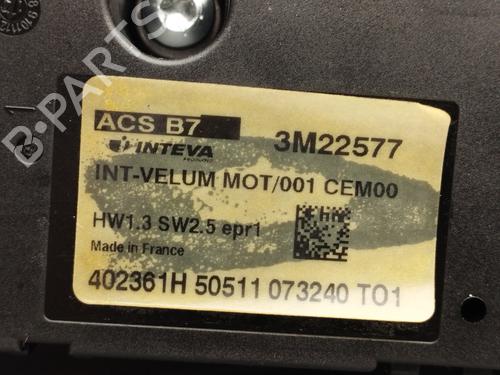 ACS B7
INTEVA
3M22577
INT-VELUM MOT/001 CEM00
HW1.3 SW2.5 epr1
Made in France
402361H 50511 073240 T01
B-PARTS